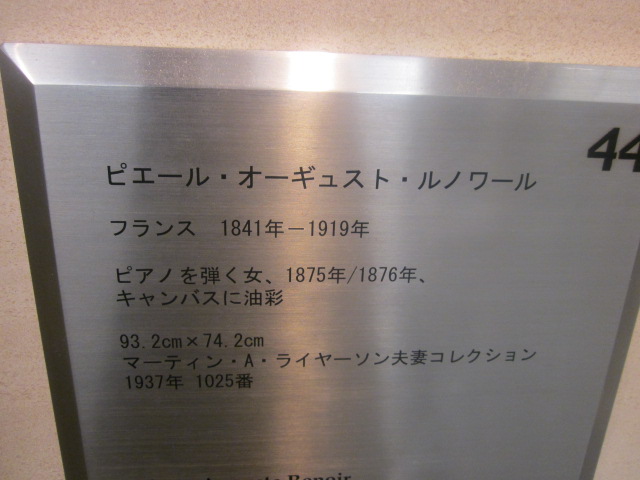 44
ピエール・オーギュスト・ルノワール
フランス 1841年－1919年
ピアノを弾く女、1875年/1876年、
キャンバスに油彩
93.2cm×74.2cm
マーティン・A・ライヤーソン夫妻コレクション
1937年 1025番